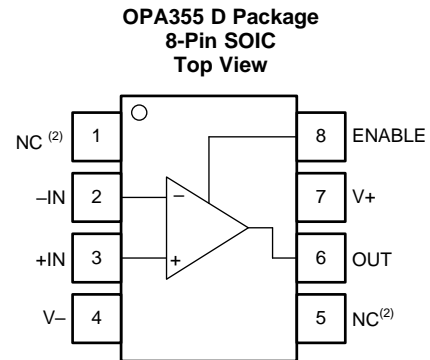 OPA355 D Package
8-Pin SOIC
Top View
NC (2) 1 8 ENABLE
–IN 2 – 7 V+
+IN 3 + 6 OUT
V– 4 5 NC(2)